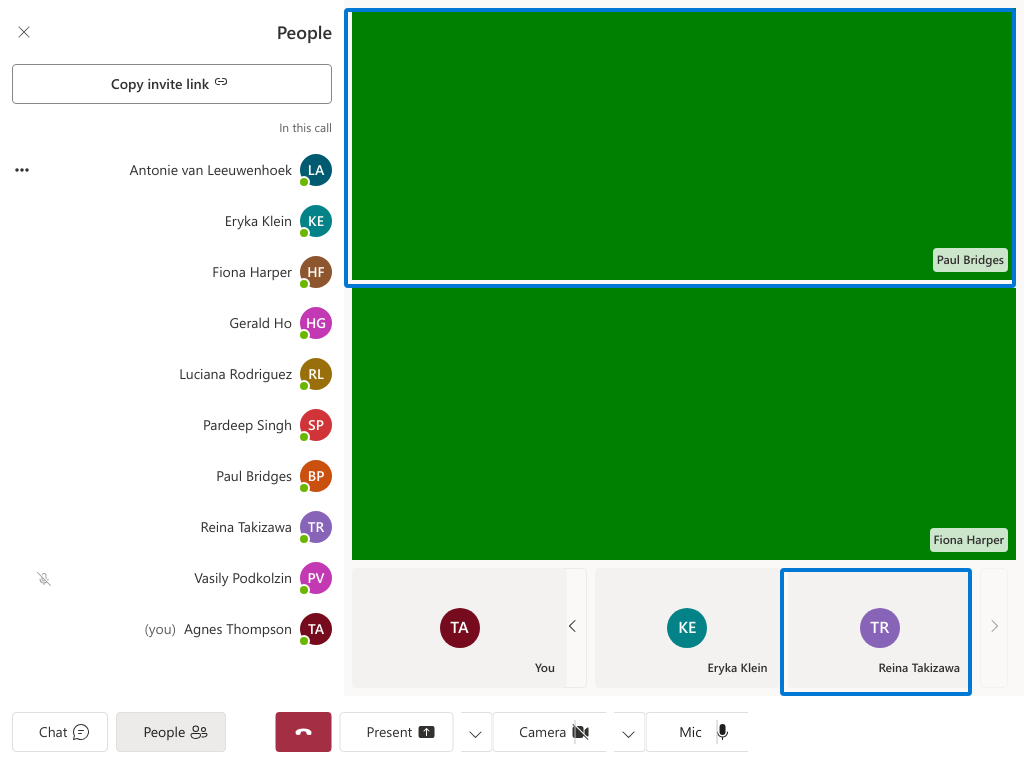 People
Copy invite link
In this call
Antonie van Leeuwenhoek LA
Eryka Klein KE
Fiona Harper HF
Gerald Ho HG
Luciana Rodriguez RL
Pardeep Singh SP
Paul Bridges BP
Reina Takizawa TR
Vasily Podkolzin PV
(you) Agnes Thompson TA
Paul Bridges
Fiona Harper
TA
You
KE
Eryka Klein
TR
Reina Takizawa
Chat
People
Present
Camera
Mic